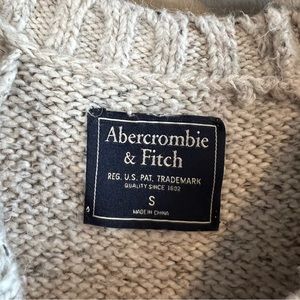 Abercrombie
& Fitch
REG. U.S. PAT. TRADEMARK
QUALITY SINCE 1892
S
MADE IN CHINA